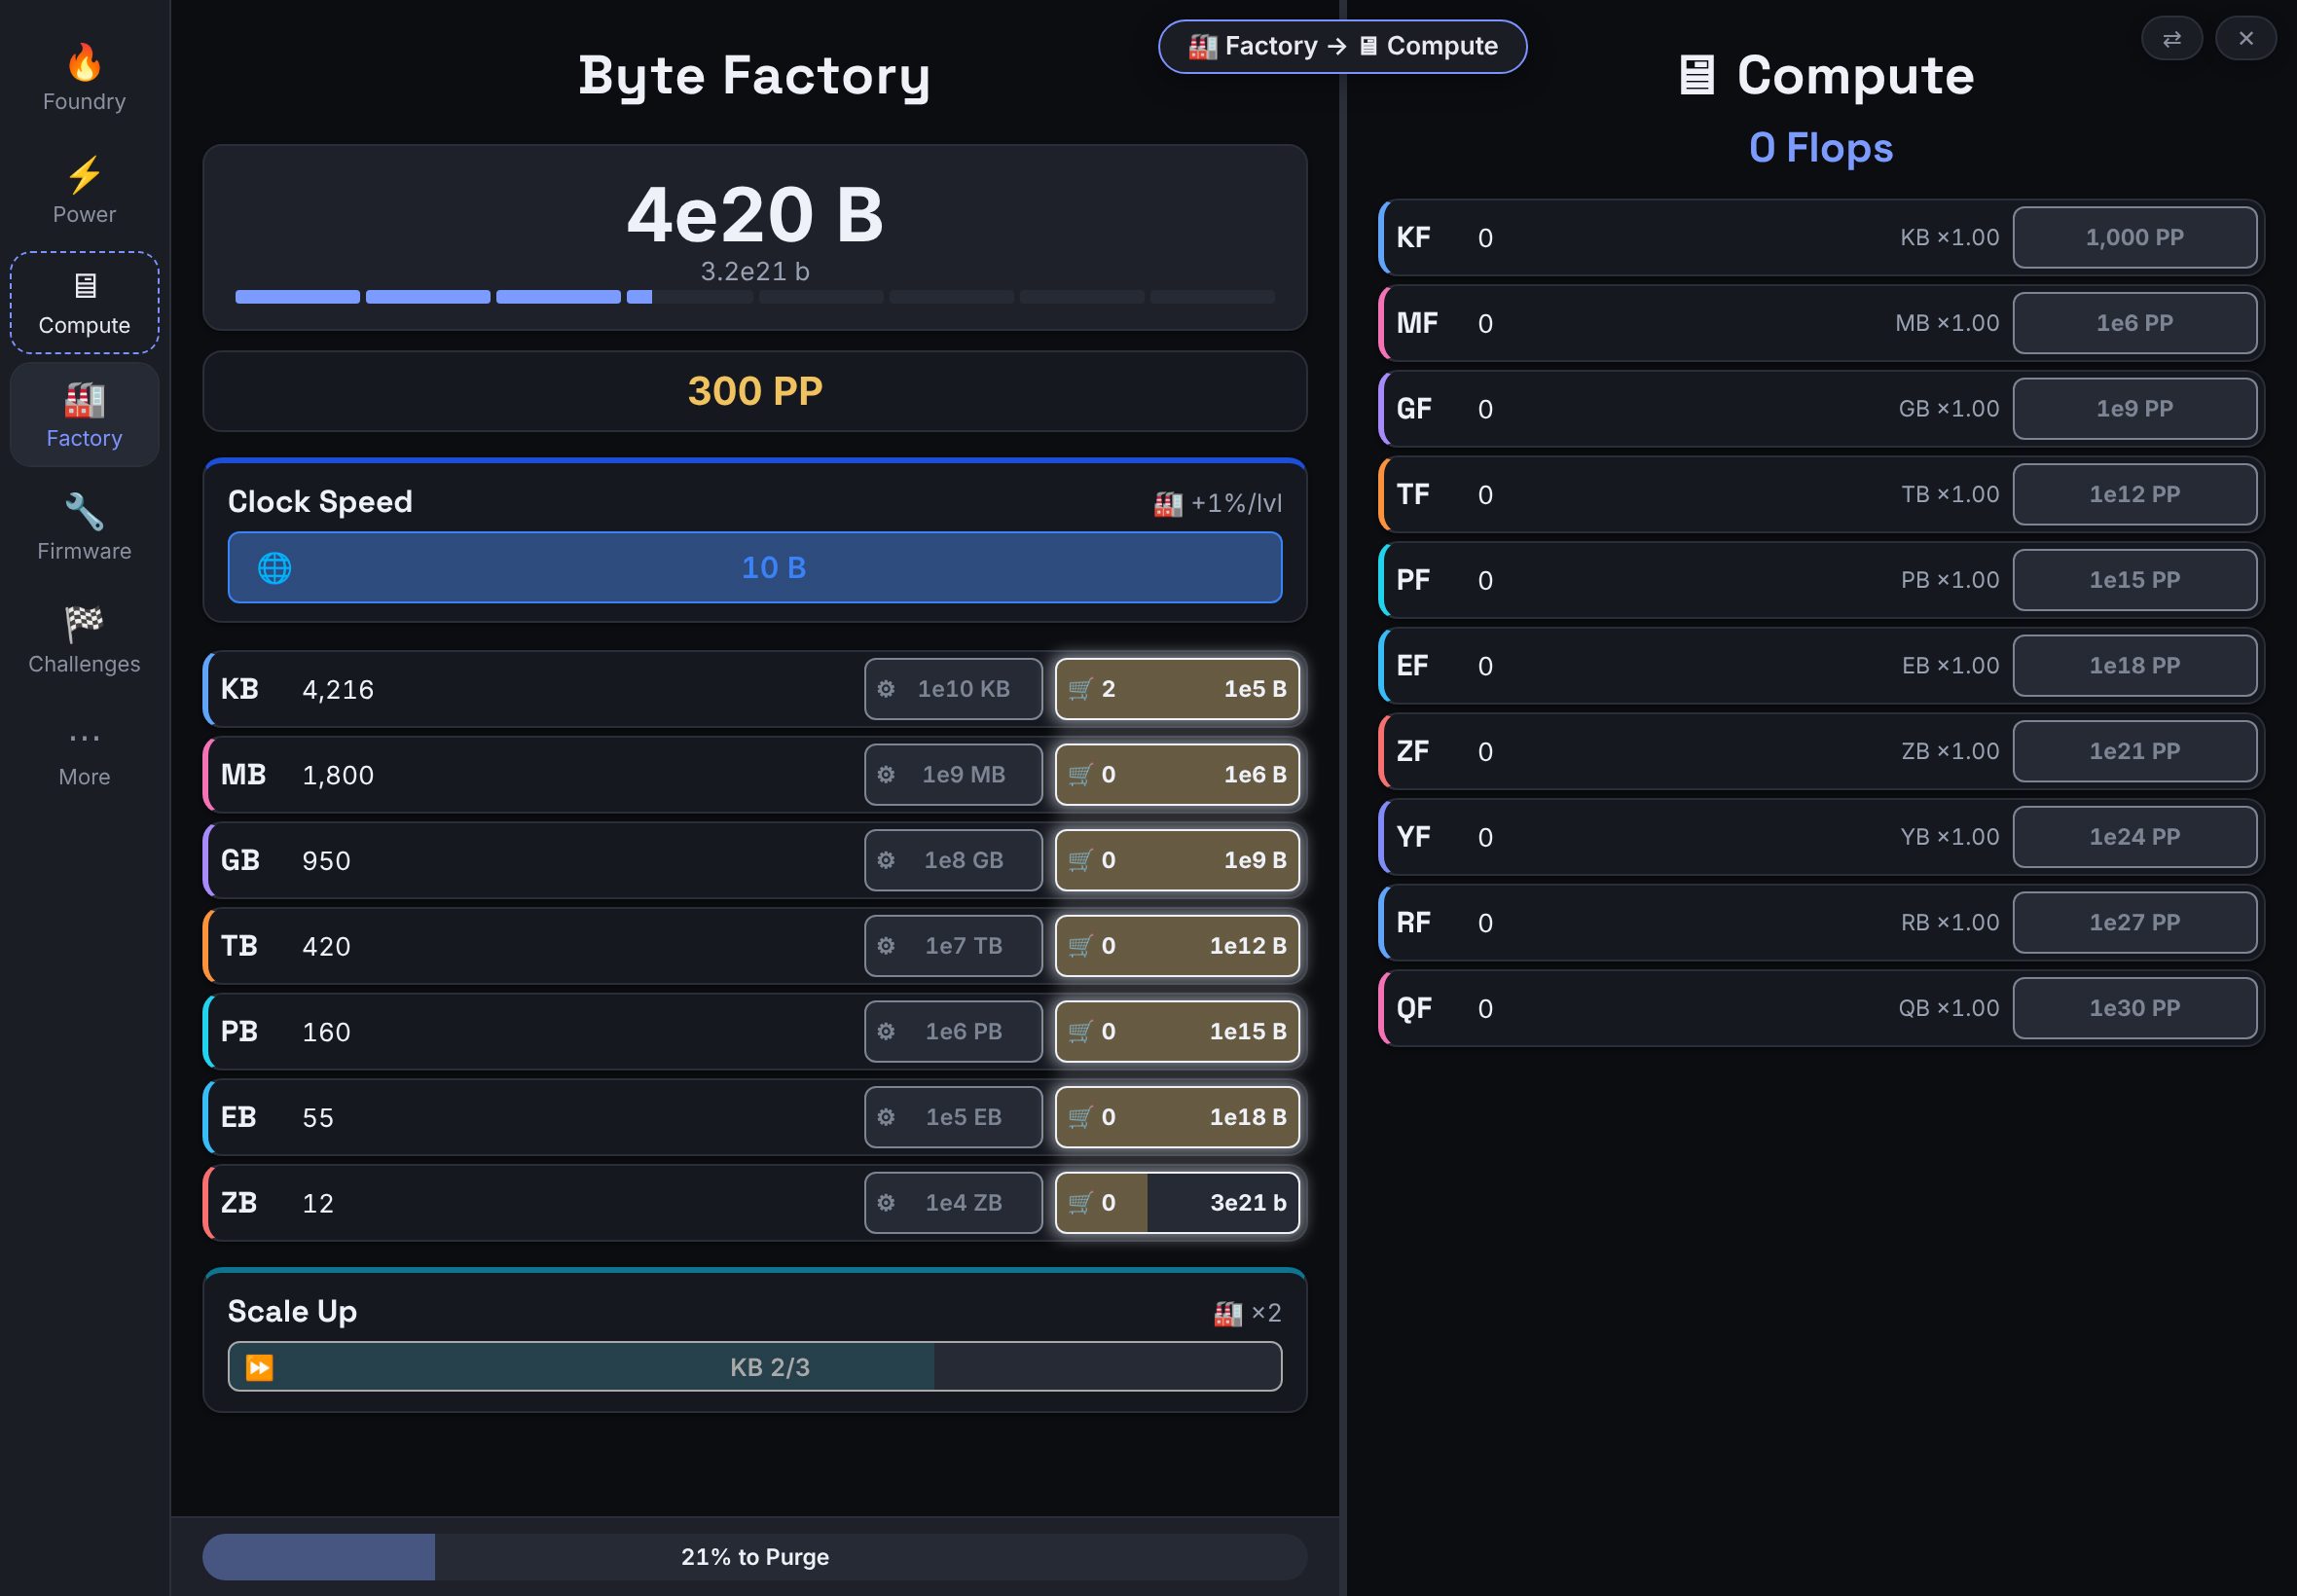 Foundry
Power
Compute
Factory
Firmware
Challenges
More
Factory → Compute
Byte Factory
4e20 B
3.2e21 b
300 PP
Clock Speed
+1%/lvl
10 B
KB 4,216 1e10 KB 2 1e5 B
MB 1,800 1e9 MB 0 1e6 B
GB 950 1e8 GB 0 1e9 B
TB 420 1e7 TB 0 1e12 B
PB 160 1e6 PB 0 1e15 B
EB 55 1e5 EB 0 1e18 B
ZB 12 1e4 ZB 0 3e21 b
Scale Up
×2
KB 2/3
21% to Purge
Compute
0 Flops
KF 0 KB ×1.00 1,000 PP
MF 0 MB ×1.00 1e6 PP
GF 0 GB ×1.00 1e9 PP
TF 0 TB ×1.00 1e12 PP
PF 0 PB ×1.00 1e15 PP
EF 0 EB ×1.00 1e18 PP
ZF 0 ZB ×1.00 1e21 PP
YF 0 YB ×1.00 1e24 PP
RF 0 RB ×1.00 1e27 PP
QF 0 QB ×1.00 1e30 PP